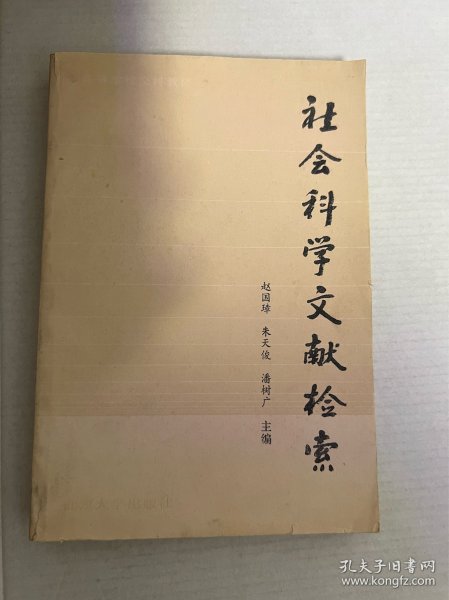 社会科学文献检索
赵国璋 朱天俊 潘树广 主编
孔夫子旧书网
www.kongfz.com